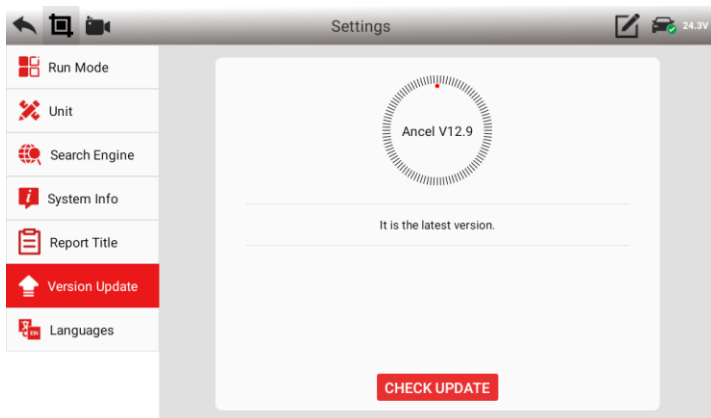 Settings
24.3V
Run Mode
Unit
Search Engine
System Info
Report Title
Version Update
Languages
Ancel V12.9
It is the latest version.
CHECK UPDATE